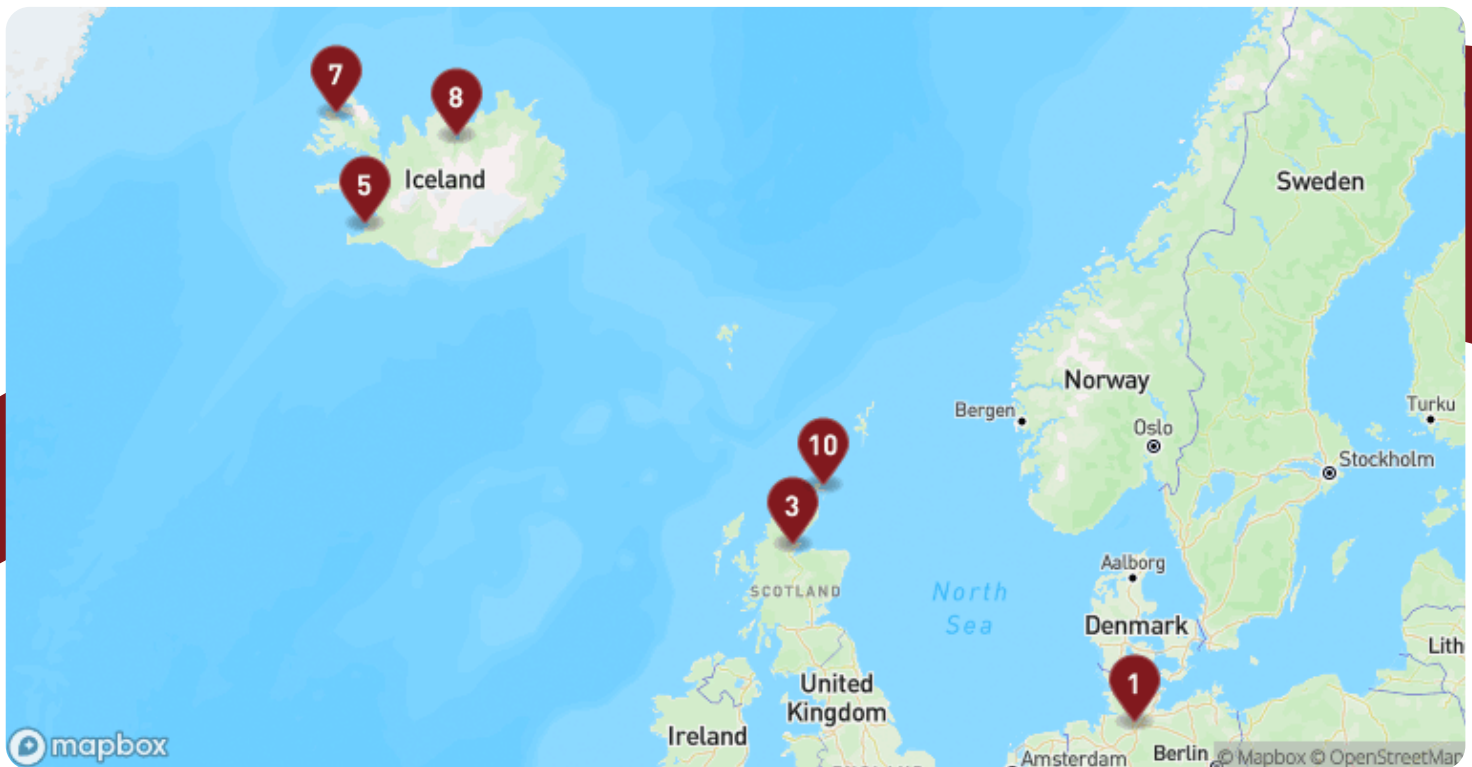 7
8
5
Iceland
Sweden
Norway
Bergen
Oslo
Turku
Stockholm
10
3
SCOTLAND
North
Sea
Aalborg
Denmark
Lith
1
United
Kingdom
Ireland
Amsterdam
Berlin
mapbox
© Mapbox © OpenStreetMap